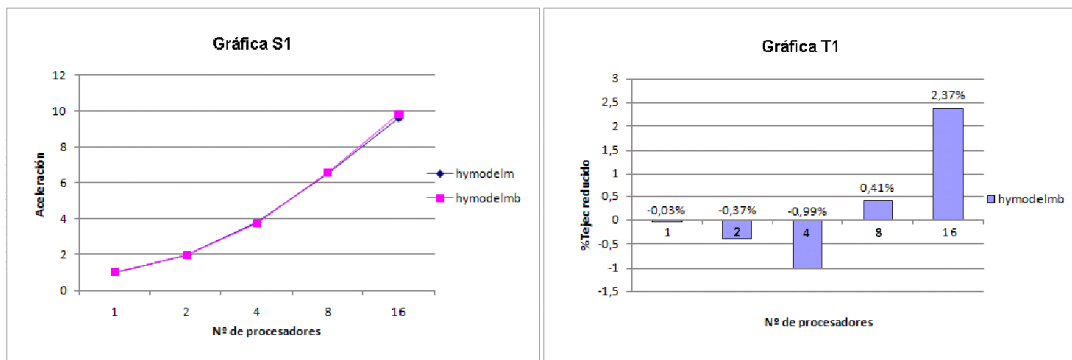 Gráfica S1
Aceleración
12
10
8
6
4
2
0
1 2 4 8 16
Nº de procesadores
hymodelm
hymodelmb
Gráfica T1
%Tejec reducido
3
2,5
2
1,5
1
0,5
0
-0,5
-1
-1,5
-0,03%
-0,37%
-0,99%
0,41%
2,37%
1 2 4 8 16
Nº de procesadores
hymodelmb